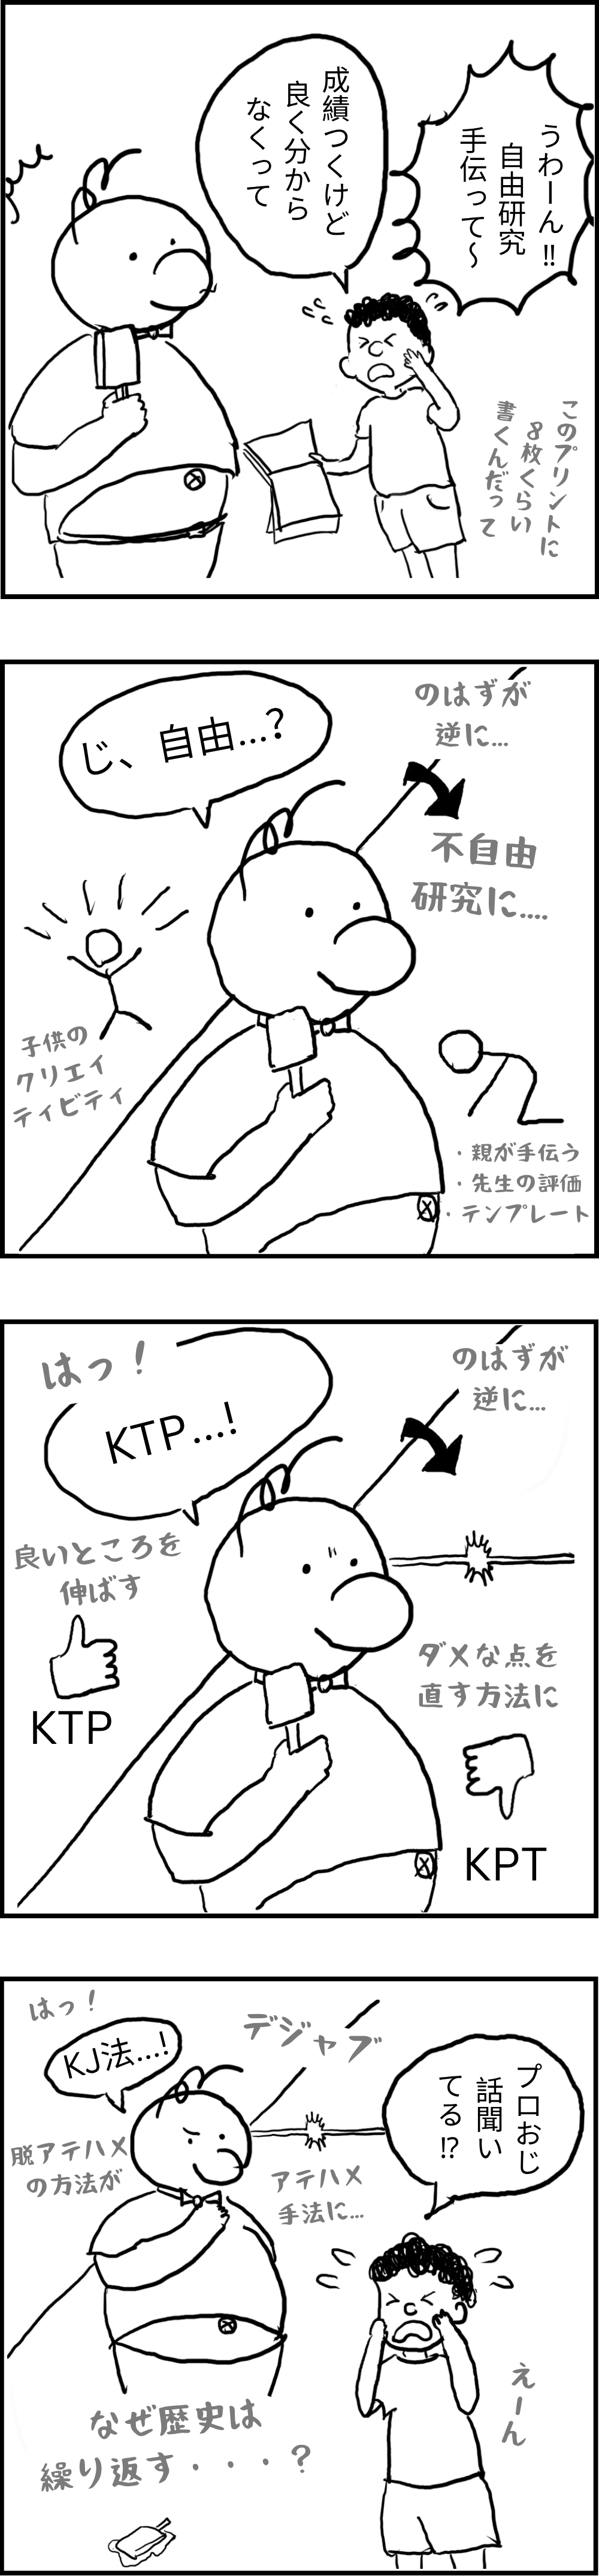 うわーん‼
自由研究
手伝って～
成績つくけど
良く分から
なくって
このプリントに
8枚くらい
書くんだって
じ、自由…？
のはずが
逆に…
不自由
研究に….
子供の
クリエイ
ティビティ
・親が手伝う
・先生の評価
・テンプレート
はっ！
KTP…!
のはずが
逆に…
良いところを
伸ばす
KTP
ダメな点を
直す方法に
KPT
はっ！
KJ法…!
デジャブ
プロおじ
話聞い
てる⁉
脱アテハメ
の方法が
アテハメ
手法に…
えーん
なぜ歴史は
繰り返す・・・？